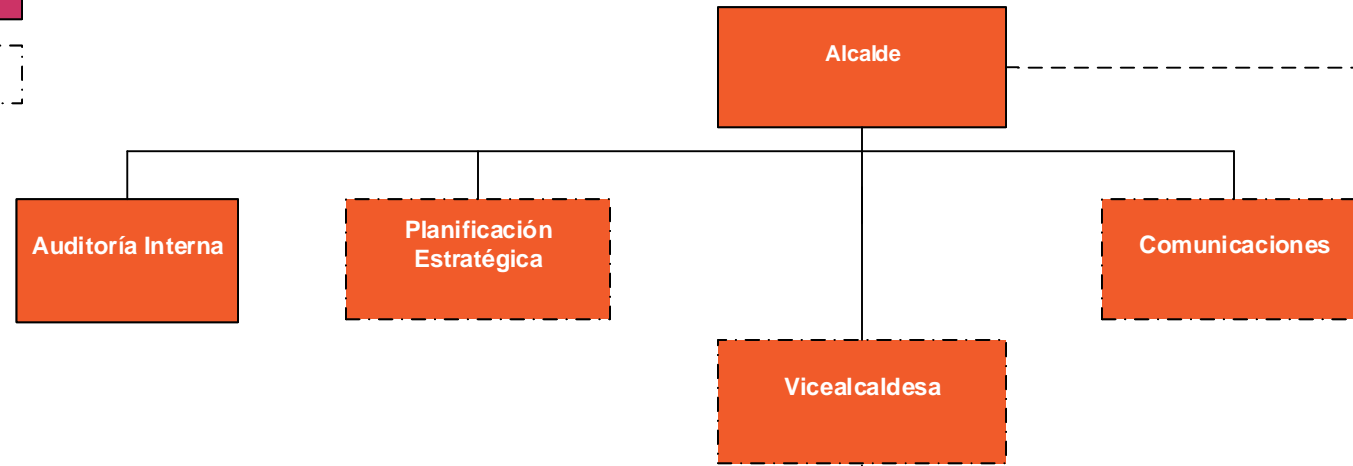 Alcalde
Auditoría Interna
Planificación
Estratégica
Comunicaciones
Vicealcaldesa